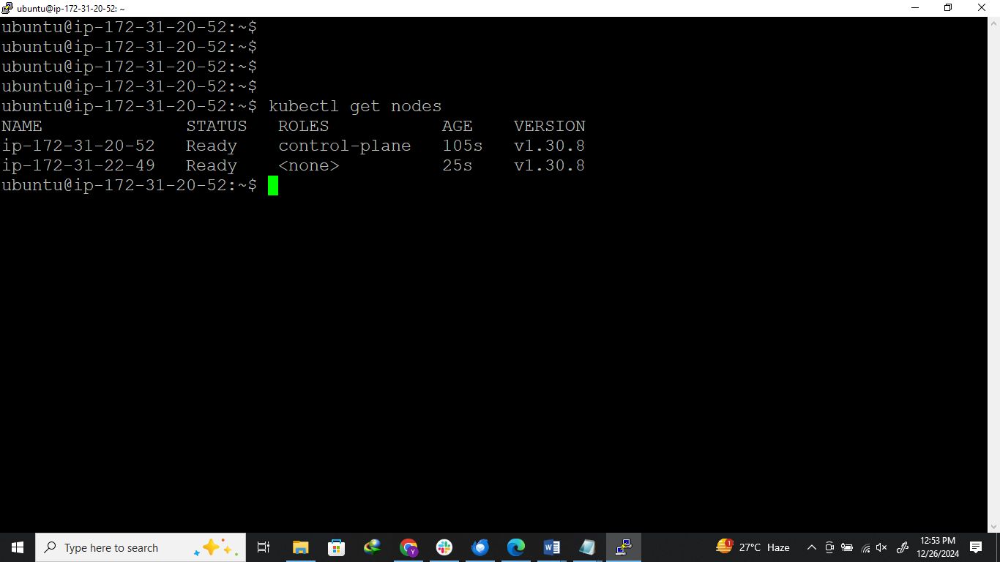 ubuntu@ip-172-31-20-52: ~
ubuntu@ip-172-31-20-52:~$
ubuntu@ip-172-31-20-52:~$
ubuntu@ip-172-31-20-52:~$
ubuntu@ip-172-31-20-52:~$
ubuntu@ip-172-31-20-52:~$ kubectl get nodes
NAME STATUS ROLES AGE VERSION
ip-172-31-20-52 Ready control-plane 105s v1.30.8
ip-172-31-22-49 Ready <none> 25s v1.30.8
ubuntu@ip-172-31-20-52:~$
Type here to search
Y
W
1
27°C Haze
12:53 PM
12/26/2024